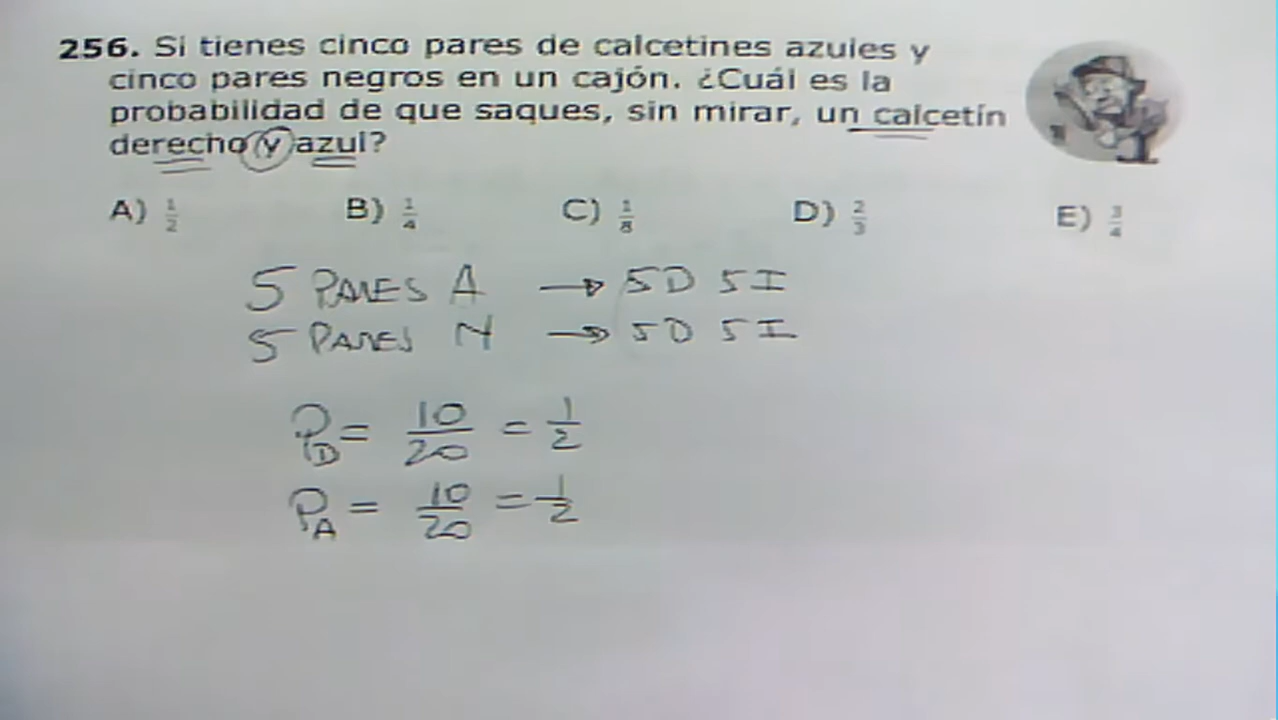 256. Si tienes cinco pares de calcetines azules y
cinco pares negros en un cajón. ¿Cuál es la
probabilidad de que saques, sin mirar, un calcetín
derecho y azul?
A) 1/2 B) 1/4 C) 1/8 D) 2/3 E) 3/4
5 PARES A → 5D 5I
5 PARES N → 5D 5I
P_D = 10/20 = 1/2
P_A = 10/20 = 1/2